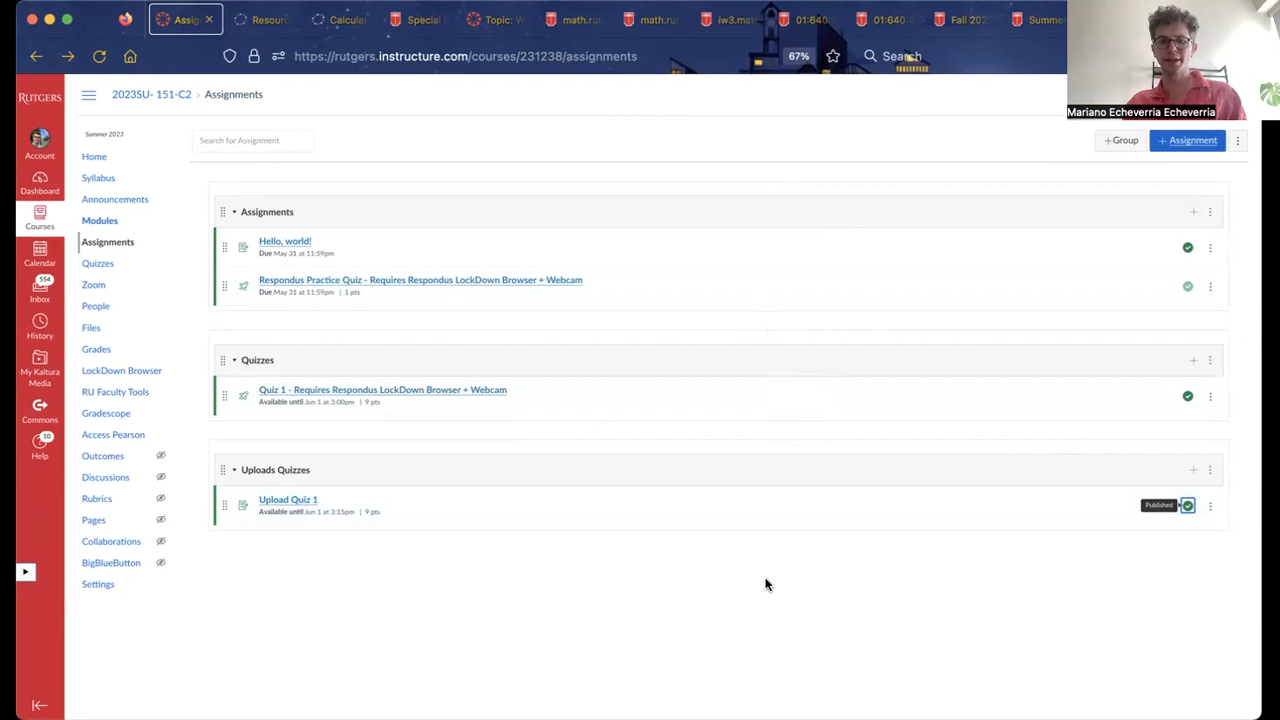 Assig
Resourc
Calcula
Special
Topic: W
math.ru
math.ru
iw3.mat
01:640:
01:640:
Fall 202
Summe
https://rutgers.instructure.com/courses/231238/assignments
67%
Search
Mariano Echeverria Echeverria
RUTGERS
2023SU- 151-C2 > Assignments
Summer 2023
Search for Assignment
+Group
+ Assignment
Account
Dashboard
Courses
Calendar
554
Inbox
History
My Kaltura
Media
Commons
10
Help
Home
Syllabus
Announcements
Modules
Assignments
Quizzes
Zoom
People
Files
Grades
LockDown Browser
RU Faculty Tools
Gradescope
Access Pearson
Outcomes
Discussions
Rubrics
Pages
Collaborations
BigBlueButton
Settings
Assignments
Hello, world!
Due May 31 at 11:59pm
Respondus Practice Quiz - Requires Respondus LockDown Browser + Webcam
Due May 31 at 11:59pm | 1 pts
Quizzes
Quiz 1 - Requires Respondus LockDown Browser + Webcam
Available until Jun 1 at 3:00pm | 9 pts
Uploads Quizzes
Upload Quiz 1
Available until Jun 1 at 3:15pm | 9 pts
Published